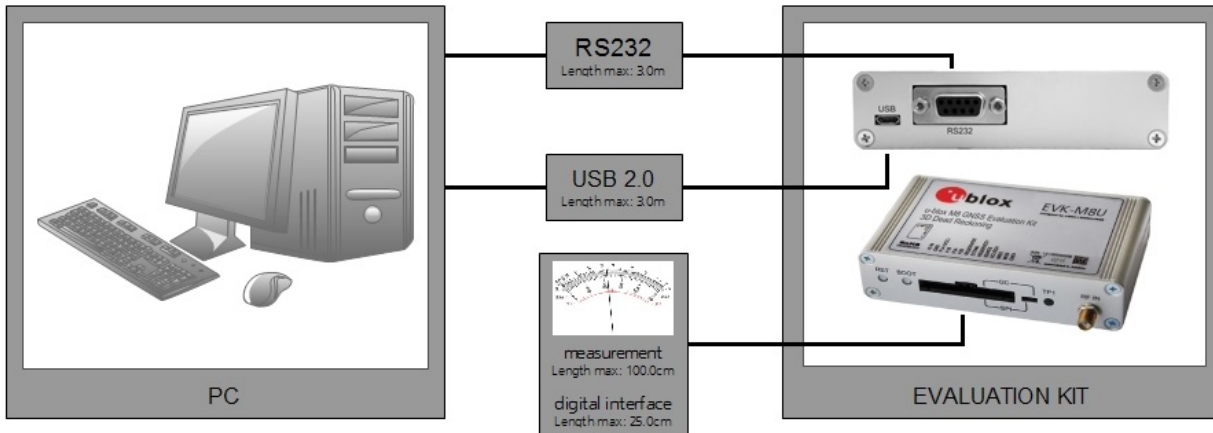 PC
RS232
Length max: 3.0m
USB 2.0
Length max: 3.0m
measurement
Length max: 100.0cm
digital interface
Length max: 25.0cm
USB
RS232
ublox
EVK-M8U
u-blox M8 GNSS Evaluation Kit
3D Dead Reckoning
RoHS
RST
BOOT
I2C
SPI
TP1
RF IN
EVALUATION KIT